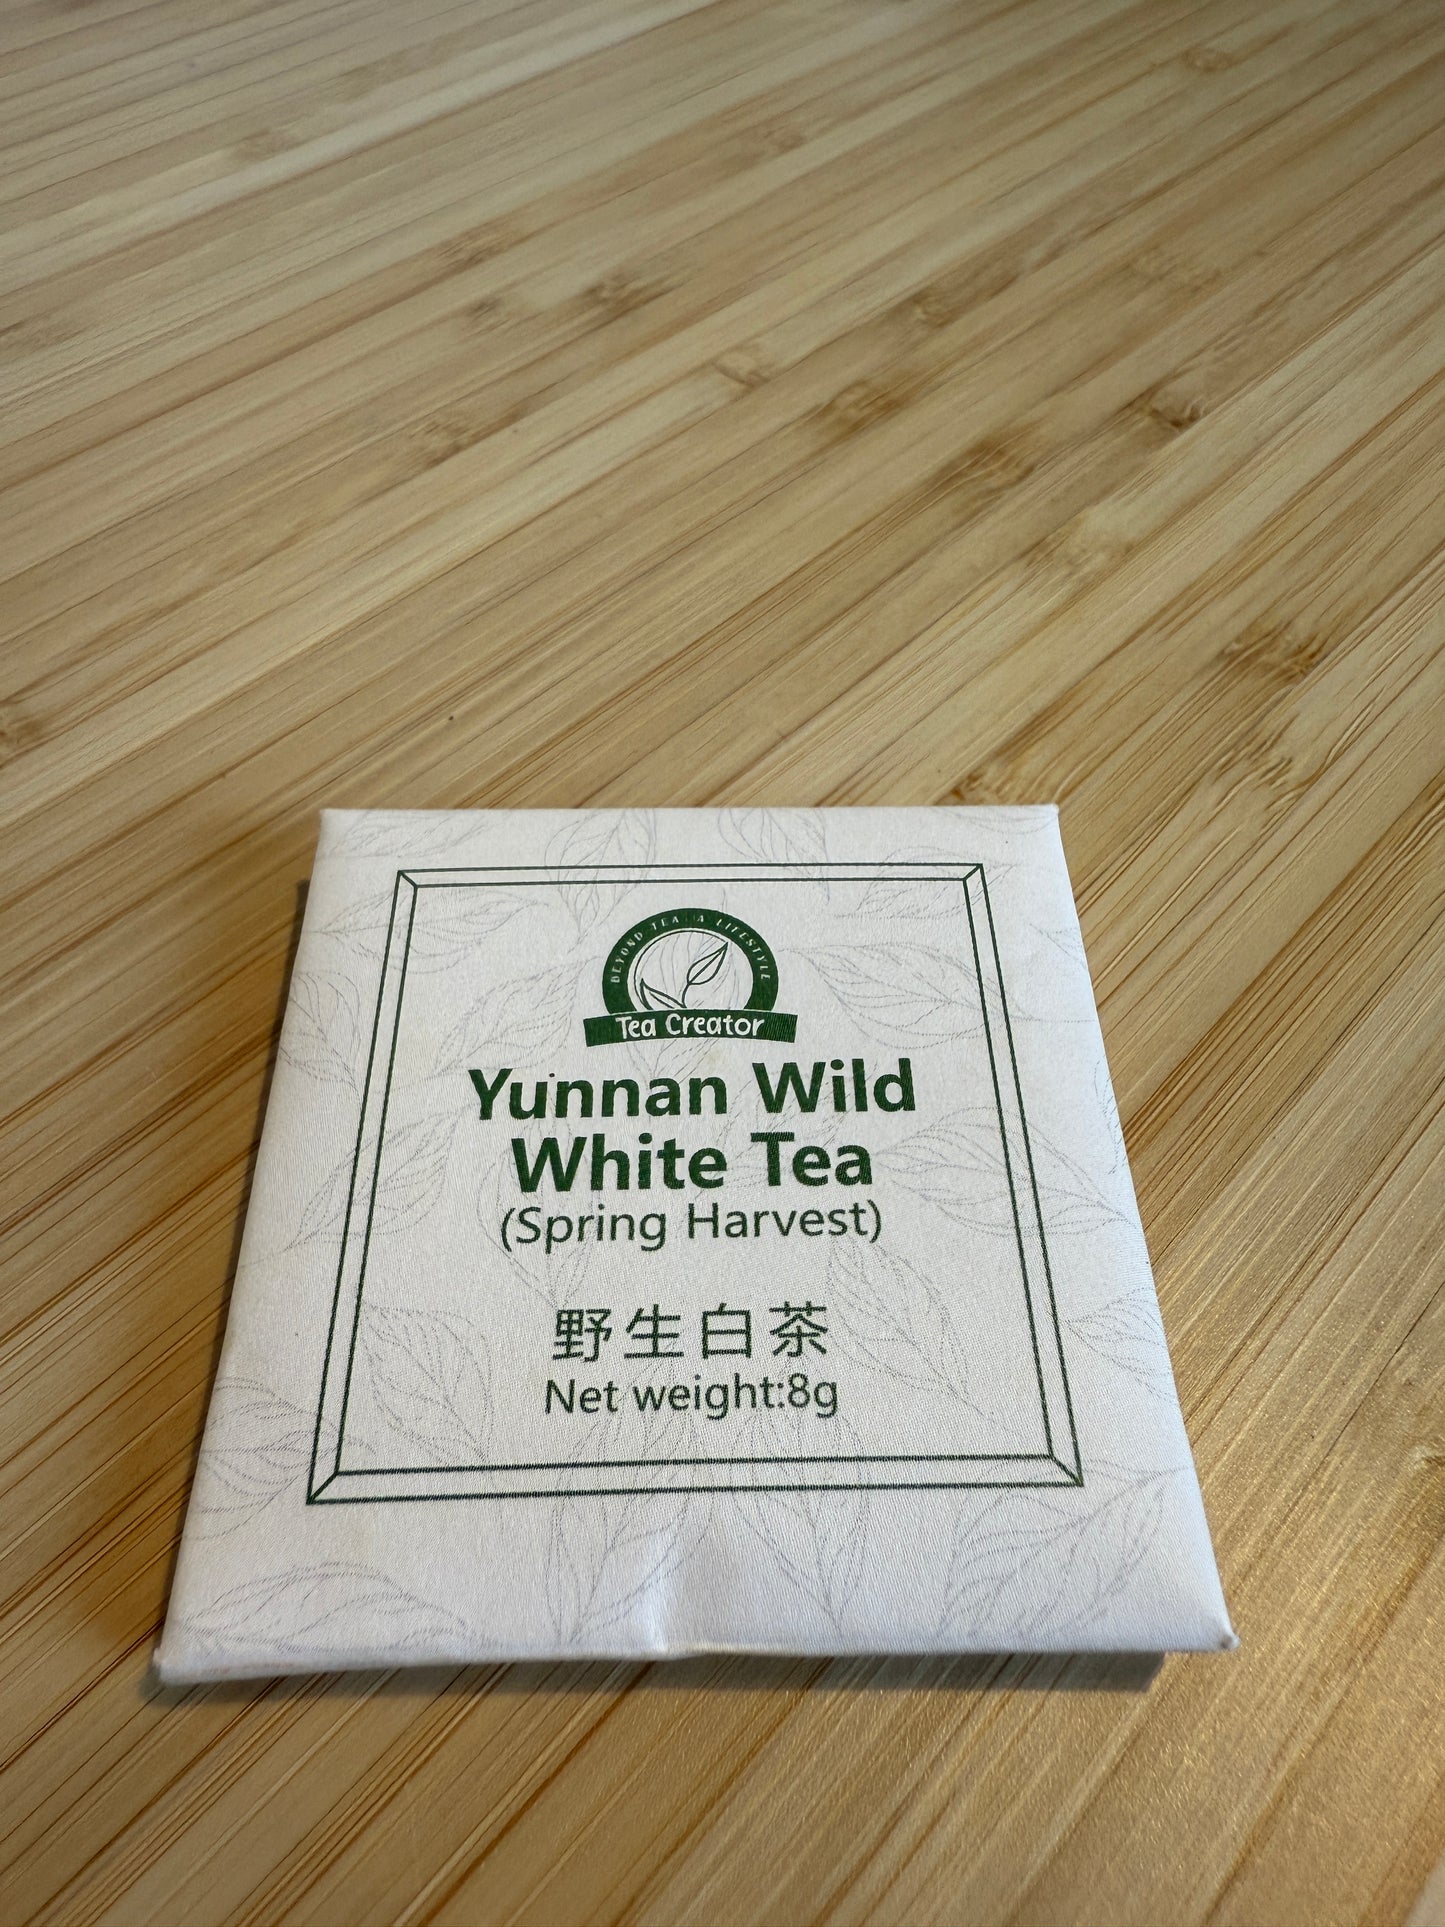 BEYOND TEA A LIFESTYLE
Tea Creator
Yunnan Wild
White Tea
(Spring Harvest)
野生白茶
Net weight:8g